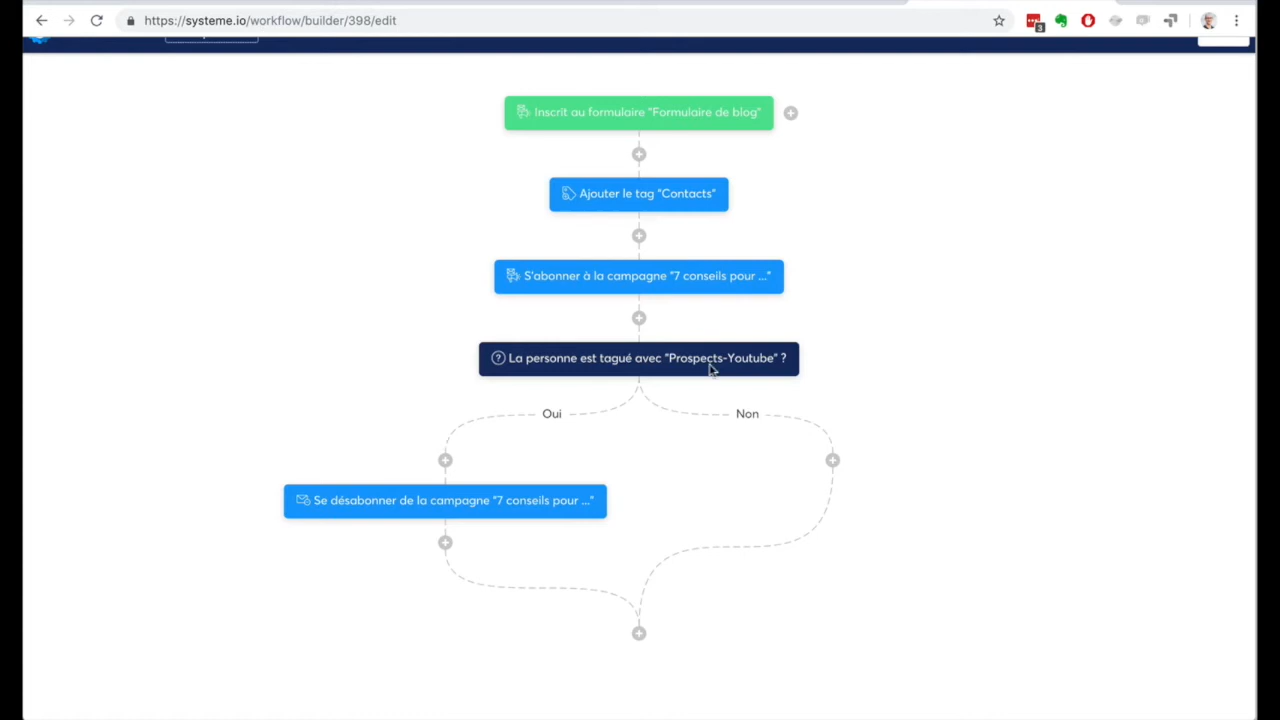 https://systeme.io/workflow/builder/398/edit
3
Inscrit au formulaire "Formulaire de blog"
Ajouter le tag "Contacts"
S'abonner à la campagne "7 conseils pour ..."
La personne est tagué avec "Prospects-Youtube" ?
Oui
Non
Se désabonner de la campagne "7 conseils pour ..."